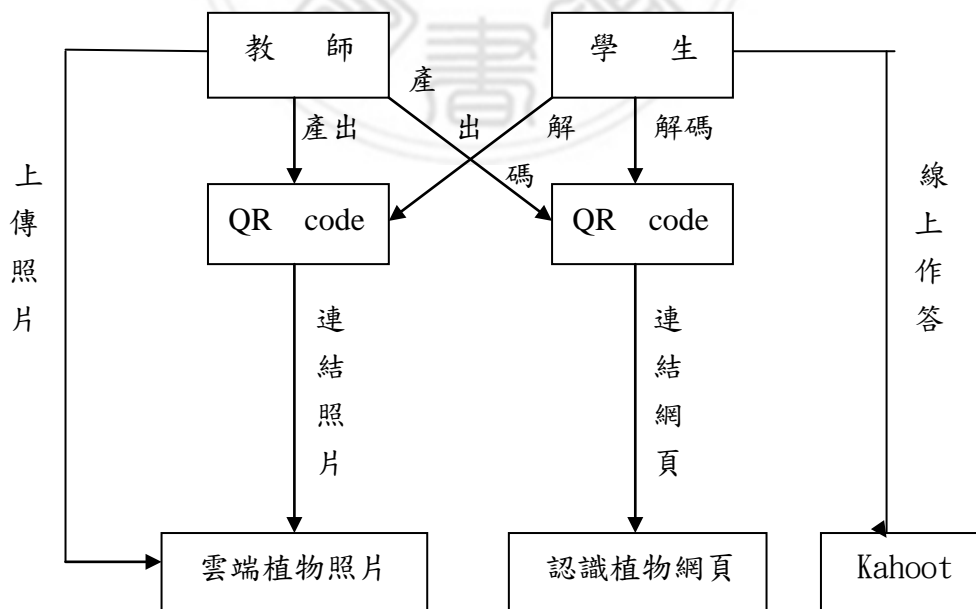 教 師
學 生
產出
產出
解碼
解碼
QR code
QR code
上傳照片
連結照片
連結網頁
線上作答
雲端植物照片
認識植物網頁
Kahoot
書